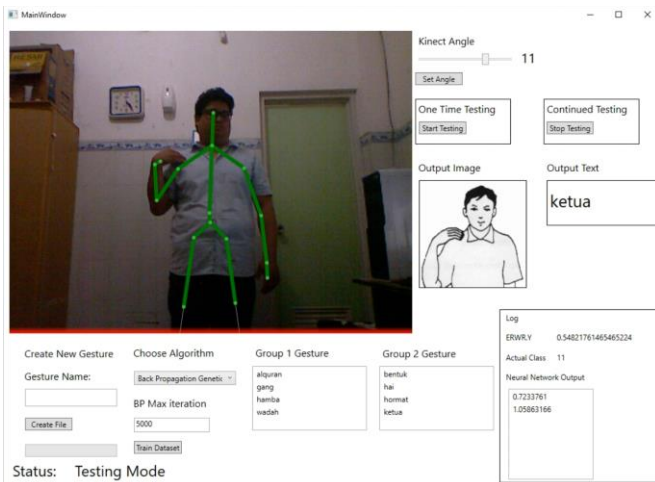 MainWindow
Kinect Angle
11
Set Angle
One Time Testing
Start Testing
Continued Testing
Stop Testing
Output Image
Output Text
ketua
Create New Gesture
Gesture Name:
Create File
Choose Algorithm
Back Propagation Genetic
BP Max iteration
5000
Train Dataset
Group 1 Gesture
alquran
gang
hamba
wadah
Group 2 Gesture
bentuk
hai
hormat
ketua
Log
ERWR.Y 0.54821761465465224
Actual Class 11
Neural Network Output
0.7233761
1.05863166
Status: Testing Mode